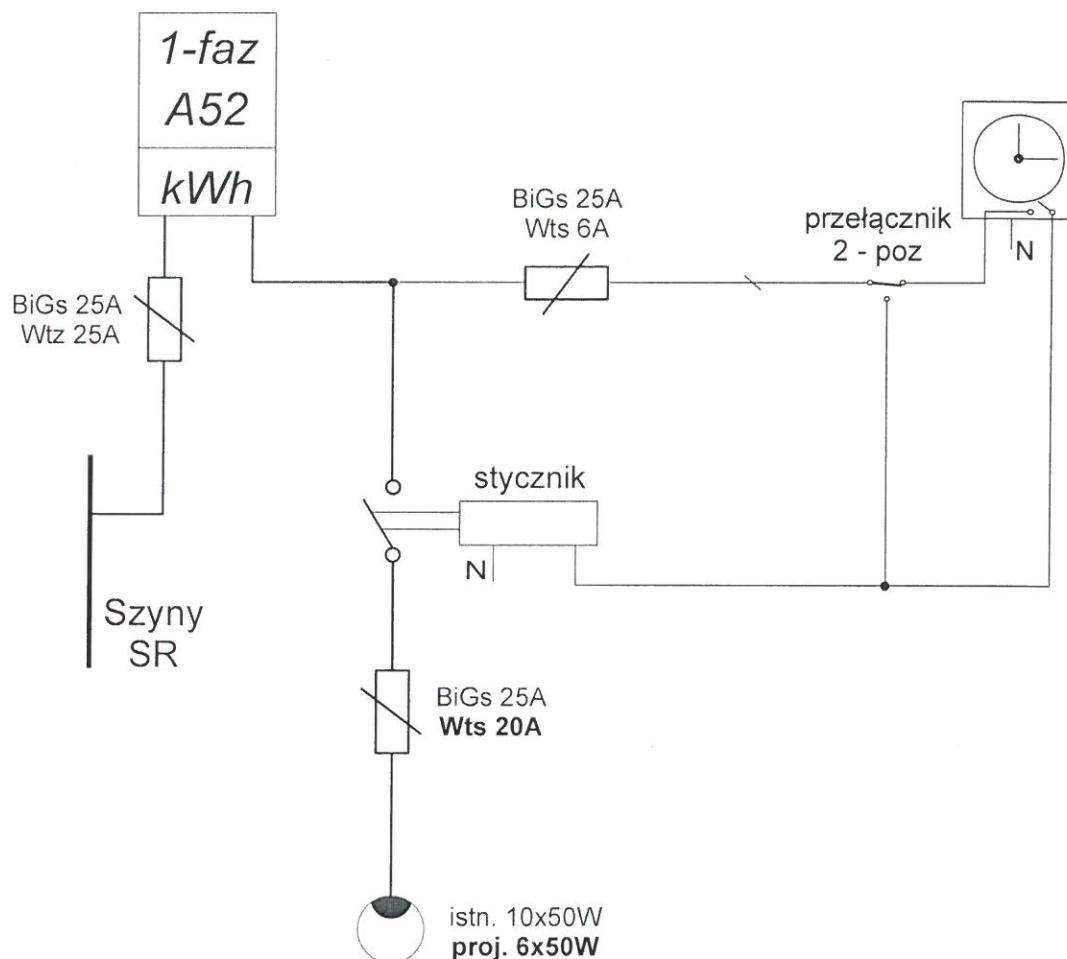 1-faz
A52
kWh
BiGs 25A
Wts 6A
przełącznik
2 - poz
N
BiGs 25A
Wtz 25A
stycznik
N
Szyny
SR
BiGs 25A
Wts 20A
istn. 10x50W
proj. 6x50W